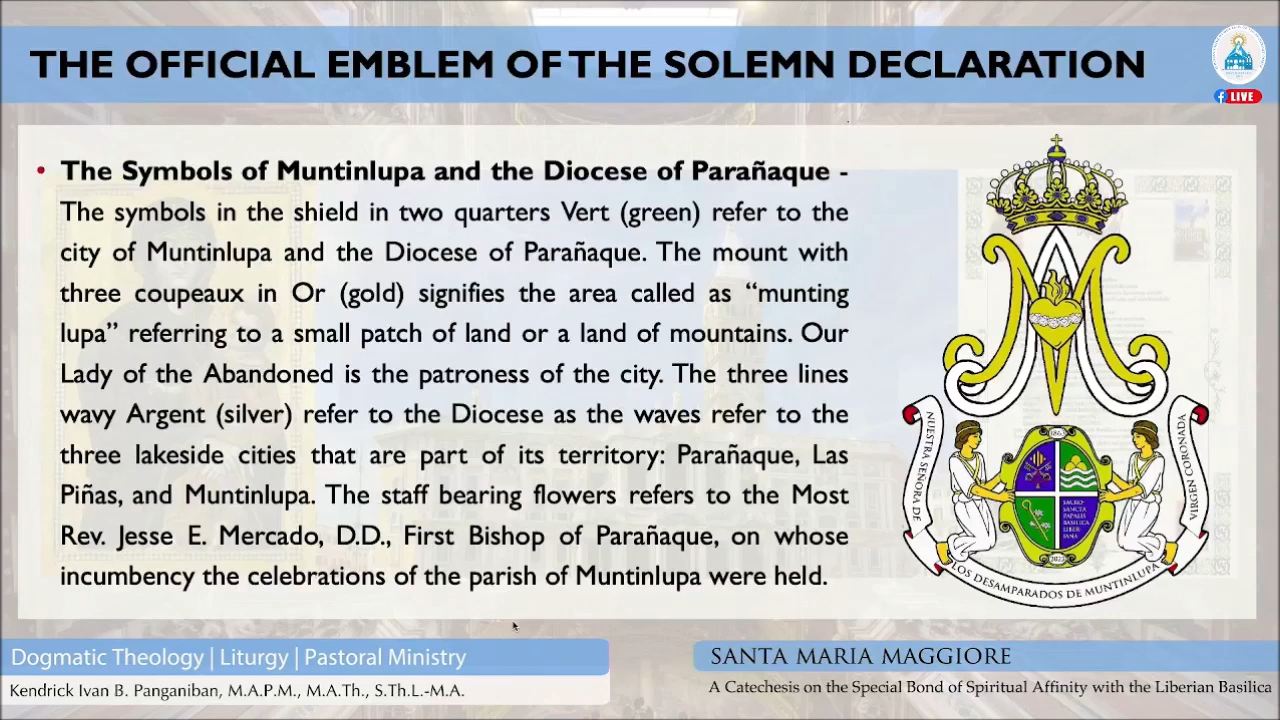 THE OFFICIAL EMBLEM OF THE SOLEMN DECLARATION
LIVE
• The Symbols of Muntinlupa and the Diocese of Parañaque -
The symbols in the shield in two quarters Vert (green) refer to the
city of Muntinlupa and the Diocese of Parañaque. The mount with
three coupeaux in Or (gold) signifies the area called as “munting
lupa” referring to a small patch of land or a land of mountains. Our
Lady of the Abandoned is the patroness of the city. The three lines
wavy Argent (silver) refer to the Diocese as the waves refer to the
three lakeside cities that are part of its territory: Parañaque, Las
Piñas, and Muntinlupa. The staff bearing flowers refers to the Most
Rev. Jesse E. Mercado, D.D., First Bishop of Parañaque, on whose
incumbency the celebrations of the parish of Muntinlupa were held.
NUESTRA SEÑORA DE
LOS DESAMPARADOS DE MUNTINLUPA
VIRGEN CORONADA
SACRO-
SANCTÆ
PAPALIS
BASILICA
LIBER
IANA
Dogmatic Theology | Liturgy | Pastoral Ministry
Kendrick Ivan B. Panganiban, M.A.P.M., M.A.Th., S.Th.L.-M.A.
SANTA MARIA MAGGIORE
A Catechesis on the Special Bond of Spiritual Affinity with the Liberian Basilica